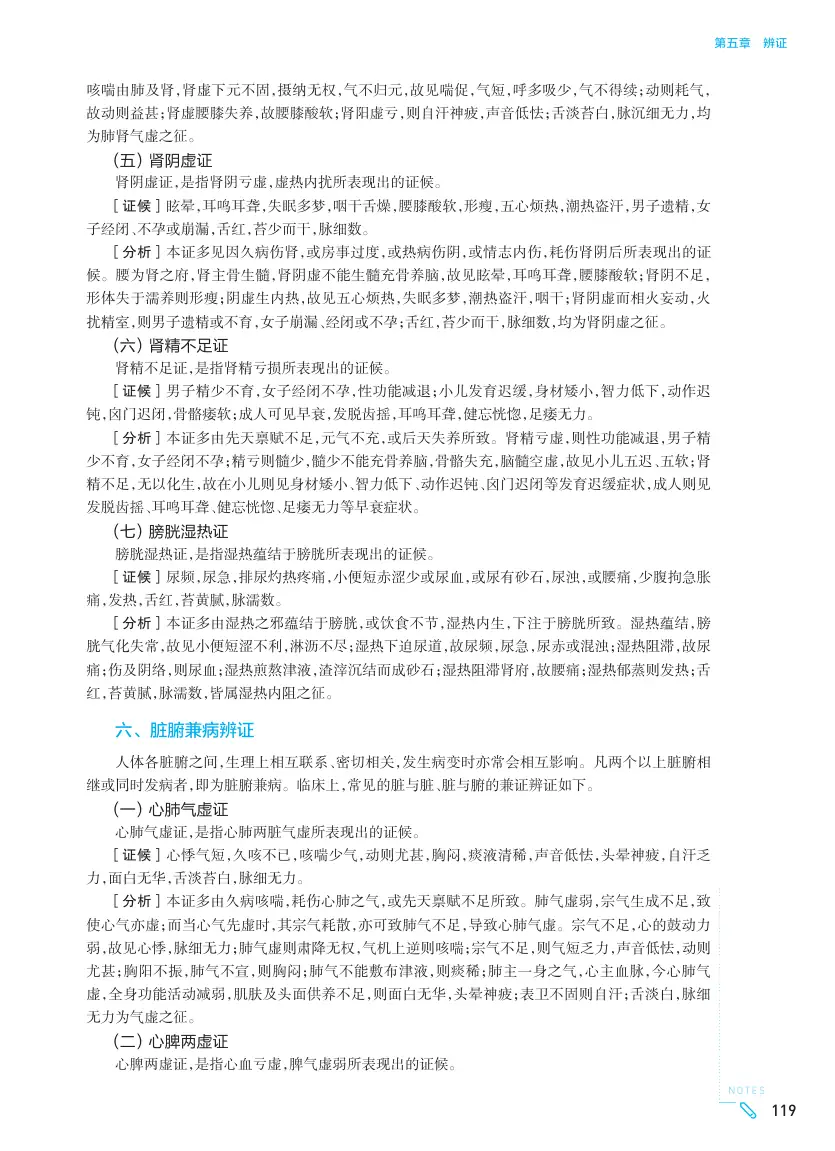 第五章 辨证
咳喘由肺及肾,肾虚下元不固,摄纳无权,气不归元,故见喘促,气短,呼多吸少,气不得续;动则耗气,
故动则益甚;肾虚腰膝失养,故腰膝酸软;肾阳虚亏,则自汗神疲,声音低怯;舌淡苔白,脉沉细无力,均
为肺肾气虚之征。
(五)肾阴虚证
肾阴虚证,是指肾阴亏虚,虚热内扰所表现出的证候。
[证候]眩晕,耳鸣耳聋,失眠多梦,咽干舌燥,腰膝酸软,形瘦,五心烦热,潮热盗汗,男子遗精,女
子经闭、不孕或崩漏,舌红,苔少而干,脉细数。
[分析]本证多见因久病伤肾,或房事过度,或热病伤阴,或情志内伤,耗伤肾阴后所表现出的证
候。腰为肾之府,肾主骨生髓,肾阴虚不能生髓充骨养脑,故见眩晕,耳鸣耳聋,腰膝酸软;肾阴不足,
形体失于濡养则形瘦;阴虚生内热,故见五心烦热,失眠多梦,潮热盗汗,咽干;肾阴虚而相火妄动,火
扰精室,则男子遗精或不育,女子崩漏、经闭或不孕;舌红,苔少而干,脉细数,均为肾阴虚之征。
(六)肾精不足证
肾精不足证,是指肾精亏损所表现出的证候。
[证候]男子精少不育,女子经闭不孕,性功能减退;小儿发育迟缓,身材矮小,智力低下,动作迟
钝,囟门迟闭,骨骼痿软;成人可见早衰,发脱齿摇,耳鸣耳聋,健忘恍惚,足痿无力。
[分析]本证多由先天禀赋不足,元气不充,或后天失养所致。肾精亏虚,则性功能减退,男子精
少不育,女子经闭不孕;精亏则髓少,髓少不能充骨养脑,骨骼失充,脑髓空虚,故见小儿五迟、五软;肾
精不足,无以化生,故在小儿则见身材矮小、智力低下、动作迟钝、囟门迟闭等发育迟缓症状,成人则见
发脱齿摇、耳鸣耳聋、健忘恍惚、足痿无力等早衰症状。
(七)膀胱湿热证
膀胱湿热证,是指湿热蕴结于膀胱所表现出的证候。
[证候]尿频,尿急,排尿灼热疼痛,小便短赤涩少或尿血,或尿有砂石,尿浊,或腰痛,少腹拘急胀
痛,发热,舌红,苔黄腻,脉濡数。
[分析]本证多由湿热之邪蕴结于膀胱,或饮食不节,湿热内生,下注于膀胱所致。湿热蕴结,膀
胱气化失常,故见小便短涩不利,淋沥不尽;湿热下迫尿道,故尿频,尿急,尿赤或混浊;湿热阻滞,故尿
痛;伤及阴络,则尿血;湿热煎熬津液,渣滓沉结而成砂石;湿热阻滞肾府,故腰痛;湿热郁蒸则发热;舌
红,苔黄腻,脉濡数,皆属湿热内阻之征。
六、脏腑兼病辨证
人体各脏腑之间,生理上相互联系、密切相关,发生病变时亦常会相互影响。凡两个以上脏腑相
继或同时发病者,即为脏腑兼病。临床上,常见的脏与脏、脏与腑的兼证辨证如下。
(一)心肺气虚证
心肺气虚证,是指心肺两脏气虚所表现出的证候。
[证候]心悸气短,久咳不已,咳喘少气,动则尤甚,胸闷,痰液清稀,声音低怯,头晕神疲,自汗乏
力,面白无华,舌淡苔白,脉细无力。
[分析]本证多由久病咳喘,耗伤心肺之气,或先天禀赋不足所致。肺气虚弱,宗气生成不足,致
使心气亦虚;而当心气先虚时,其宗气耗散,亦可致肺气不足,导致心肺气虚。宗气不足,心的鼓动力
弱,故见心悸,脉细无力;肺气虚则肃降无权,气机上逆则咳喘;宗气不足,则气短乏力,声音低怯,动则
尤甚;胸阳不振,肺气不宣,则胸闷;肺气不能敷布津液,则痰稀;肺主一身之气,心主血脉,今心肺气
虚,全身功能活动减弱,肌肤及头面供养不足,则面白无华,头晕神疲;表卫不固则自汗;舌淡白,脉细
无力为气虚之征。
(二)心脾两虚证
心脾两虚证,是指心血亏虚,脾气虚弱所表现出的证候。
NOTES
119